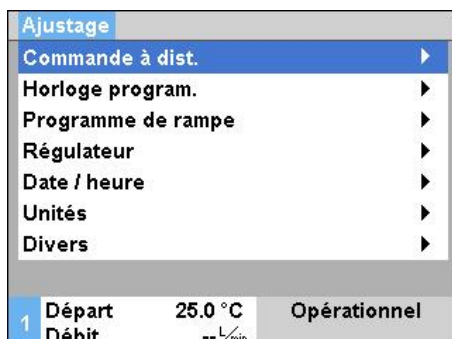 Ajustage
Commande à dist.
Horloge program.
Programme de rampe
Régulateur
Date / heure
Unités
Divers
1 Départ 25.0 °C Opérationnel
Débit -- L/min